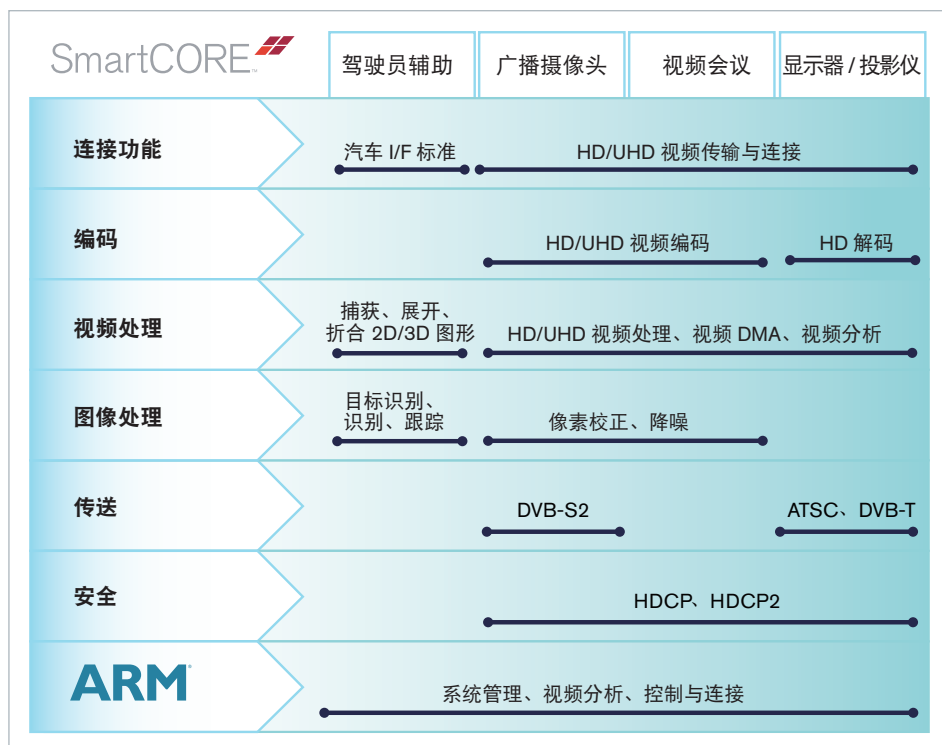 SmartCORE™
驾驶员辅助
广播摄像头
视频会议
显示器 / 投影仪
连接功能
汽车 I/F 标准
HD/UHD 视频传输与连接
编码
HD/UHD 视频编码
HD 解码
视频处理
捕获、展开、
折合 2D/3D 图形
HD/UHD 视频处理、视频 DMA、视频分析
图像处理
目标识别、
识别、跟踪
像素校正、降噪
传送
DVB-S2
ATSC、DVB-T
安全
HDCP、HDCP2
ARM®
系统管理、视频分析、控制与连接